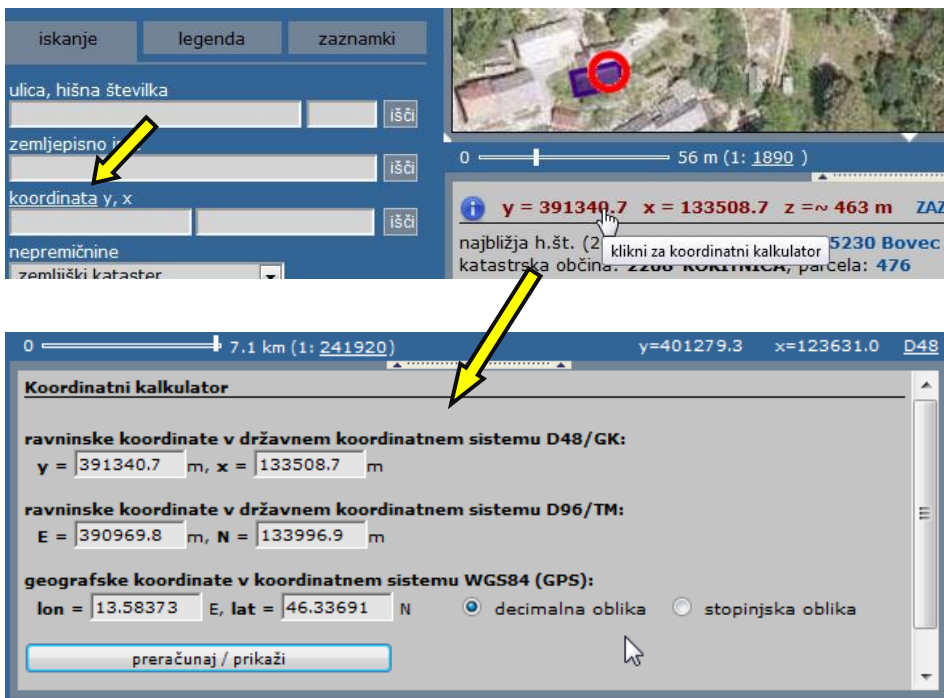 iskanje legenda zaznamki
ulica, hišna številka
išči
zemljepisno
išči
koordinata y, x
išči
nepremičnine
zemljiški kataster
0 56 m (1: 1890 )
y = 391340.7 x = 133508.7 z =~ 463 m ZAZ
najbližja h.št. (2 5230 Bovec
klikni za koordinatni kalkulator
katastrska občina: 2208 ROKITNICA, parcela: 476
0 7.1 km (1: 241920) y=401279.3 x=123631.0 D48
Koordinatni kalkulator
ravninske koordinate v državnem koordinatnem sistemu D48/GK:
y = 391340.7 m, x = 133508.7 m
ravninske koordinate v državnem koordinatnem sistemu D96/TM:
E = 390969.8 m, N = 133996.9 m
geografske koordinate v koordinatnem sistemu WGS84 (GPS):
lon = 13.58373 E, lat = 46.33691 N decimalna oblika stopinjska oblika
preračunaj / prikaži